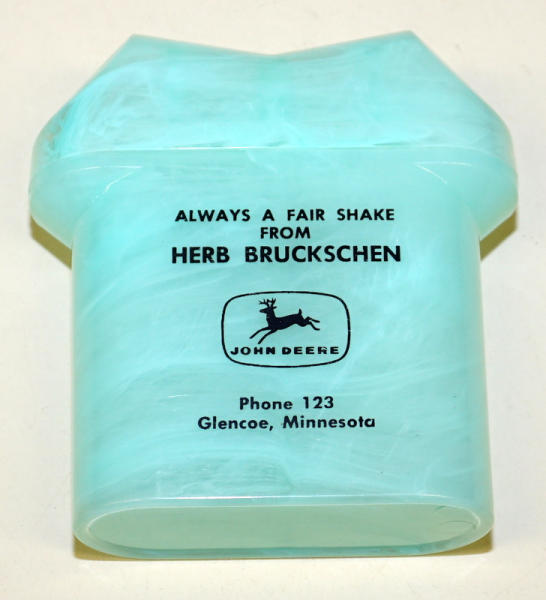 ALWAYS A FAIR SHAKE
FROM
HERB BRUCKSCHEN
JOHN DEERE
Phone 123
Glencoe, Minnesota